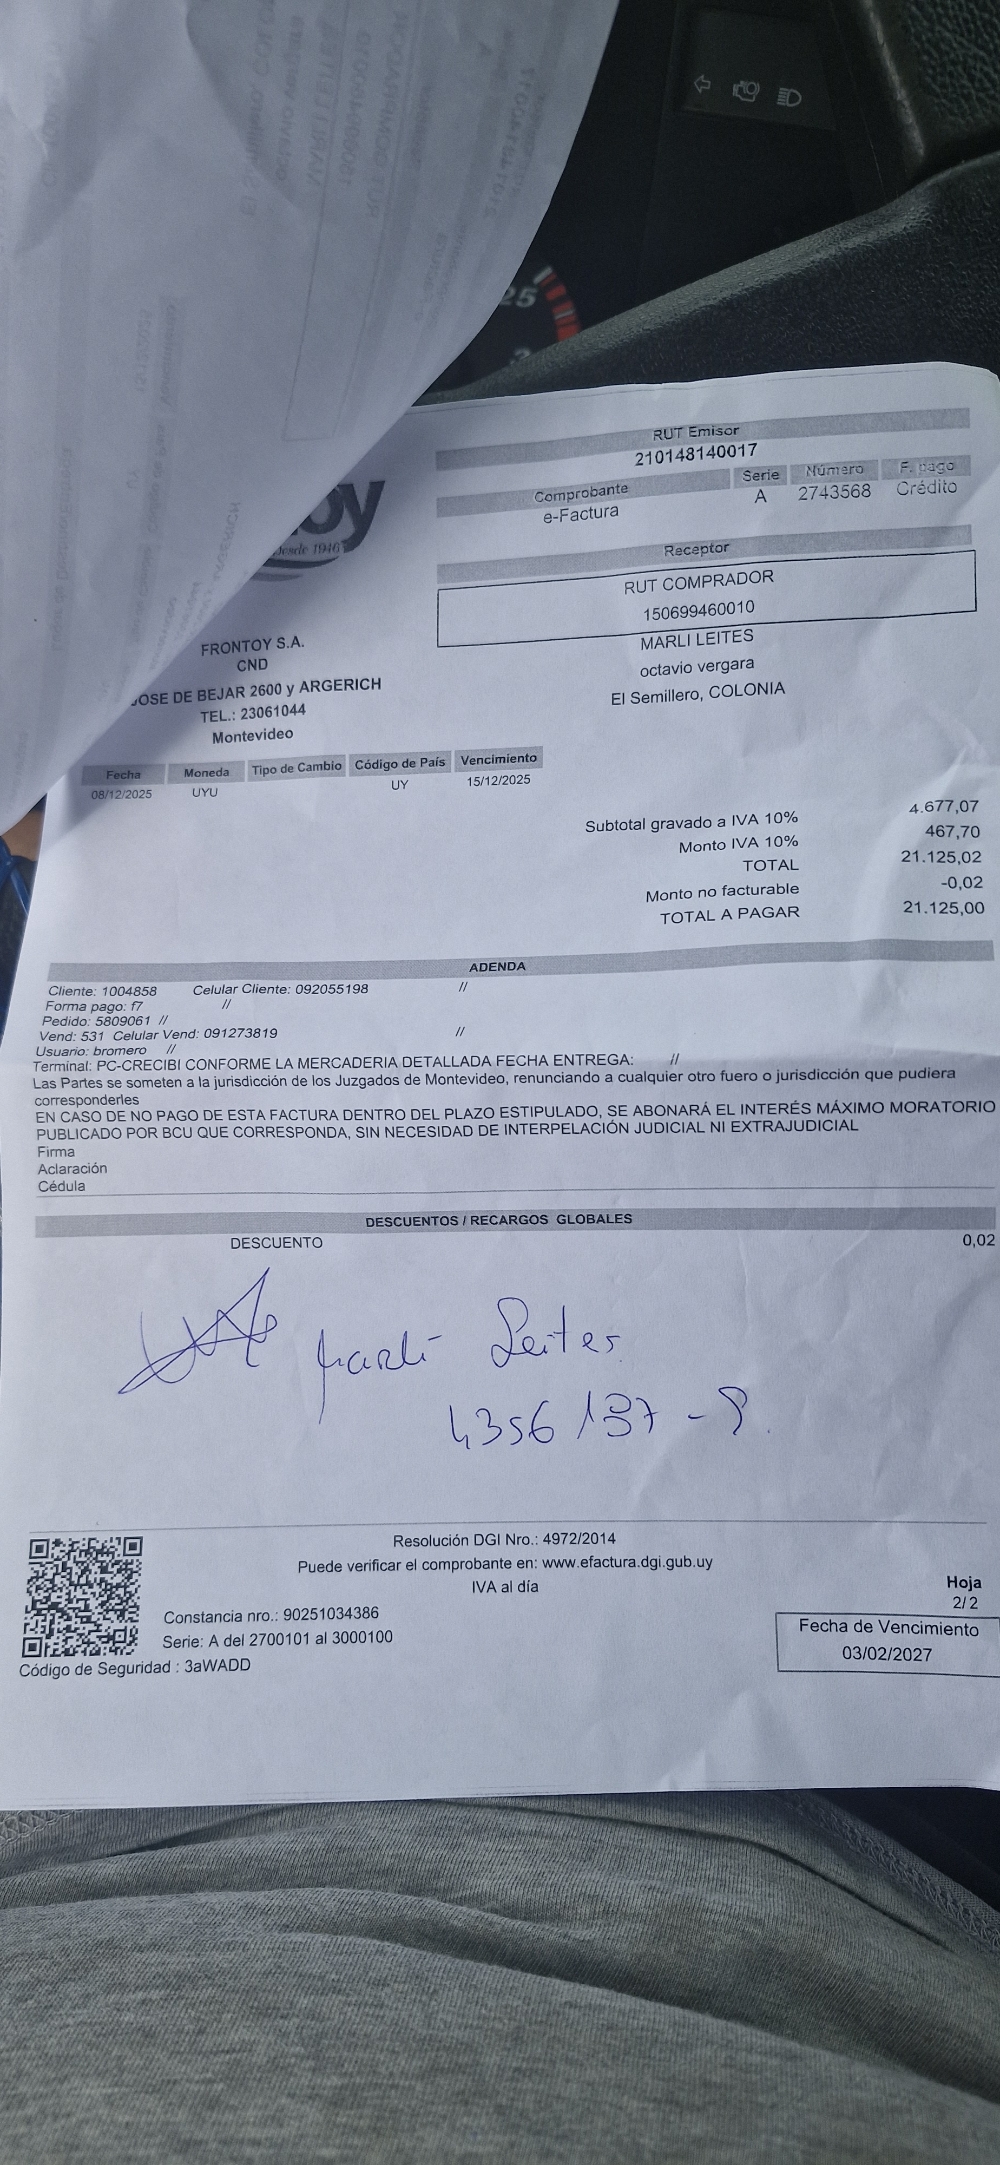 25
RUT Emisor
210148140017
Comprobante Serie Número F. pago
e-Factura A 2743568 Crédito
Receptor
RUT COMPRADOR
150699460010
MARLI LEITES
octavio vergara
El Semillero, COLONIA
oy
Desde 1946
FRONTOY S.A.
CND
JOSE DE BEJAR 2600 y ARGERICH
TEL.: 23061044
Montevideo
Fecha Moneda Tipo de Cambio Código de País Vencimiento
08/12/2025 UYU UY 15/12/2025
Subtotal gravado a IVA 10% 4.677,07
Monto IVA 10% 467,70
TOTAL 21.125,02
Monto no facturable -0,02
TOTAL A PAGAR 21.125,00
ADENDA
Cliente: 1004858 Celular Cliente: 092055198 //
Forma pago: f7 //
Pedido: 5809061 //
Vend: 531 Celular Vend: 091273819 //
Usuario: bromero //
Terminal: PC-CRECIBI CONFORME LA MERCADERIA DETALLADA FECHA ENTREGA: //
Las Partes se someten a la jurisdicción de los Juzgados de Montevideo, renunciando a cualquier otro fuero o jurisdicción que pudiera
corresponderles
EN CASO DE NO PAGO DE ESTA FACTURA DENTRO DEL PLAZO ESTIPULADO, SE ABONARÁ EL INTERÉS MÁXIMO MORATORIO
PUBLICADO POR BCU QUE CORRESPONDA, SIN NECESIDAD DE INTERPELACIÓN JUDICIAL NI EXTRAJUDICIAL
Firma
Aclaración
Cédula
DESCUENTOS / RECARGOS GLOBALES
DESCUENTO 0,02
Marli Leites
4356137-8
Resolución DGI Nro.: 4972/2014
Puede verificar el comprobante en: www.efactura.dgi.gub.uy
IVA al día
Constancia nro.: 90251034386
Serie: A del 2700101 al 3000100
Código de Seguridad : 3aWADD
Hoja
2/2
Fecha de Vencimiento
03/02/2027